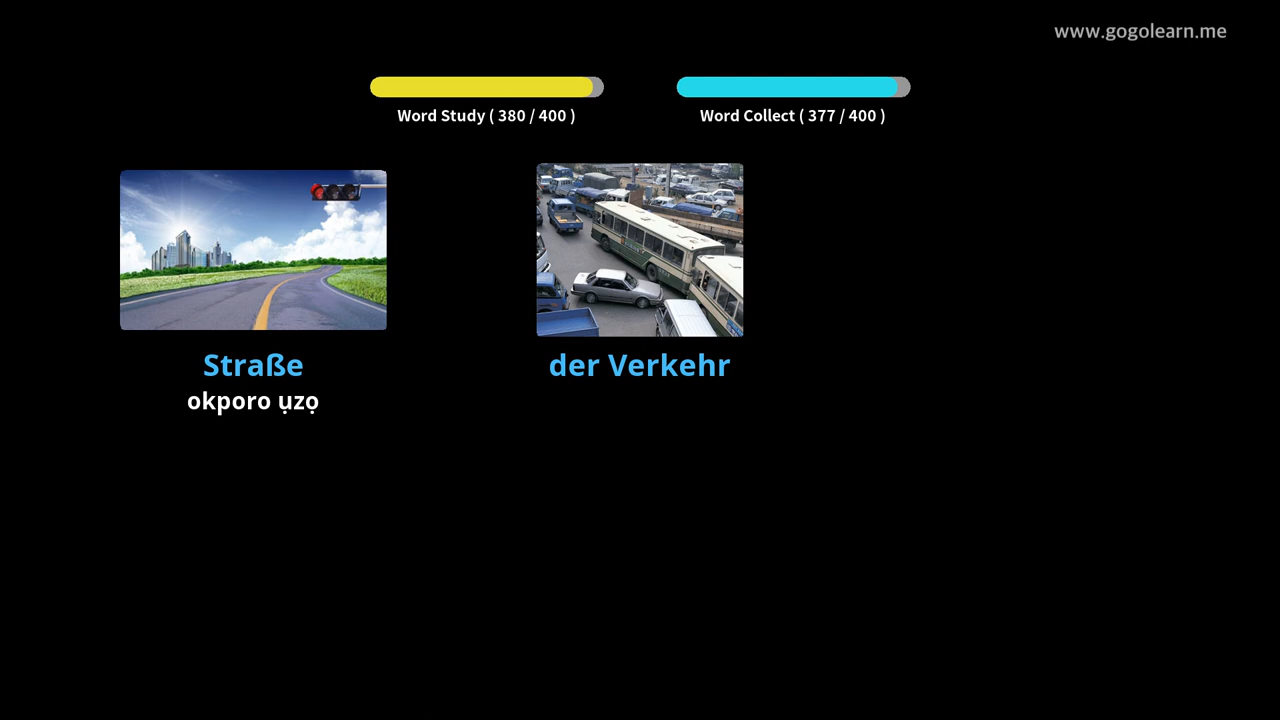 www.gogolearn.me
Word Study ( 380 / 400 )
Word Collect ( 377 / 400 )
Straße
okporo ụzọ
der Verkehr